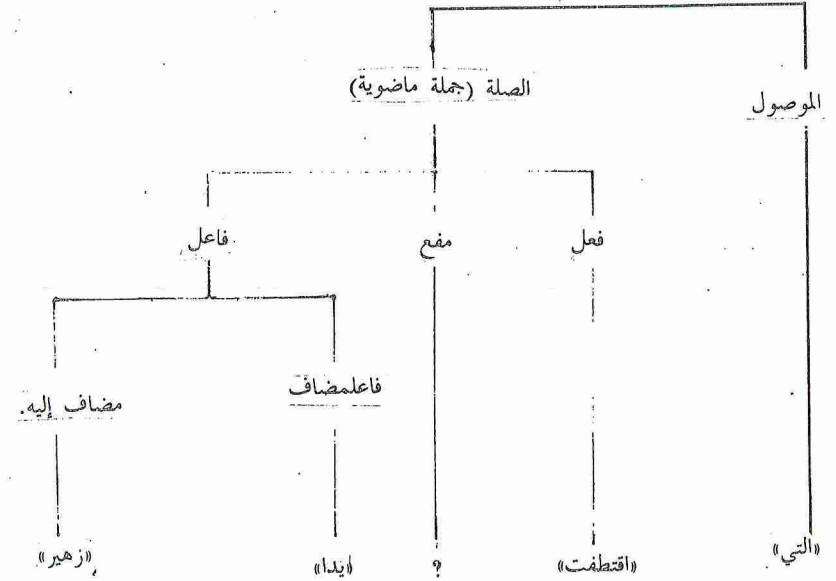 الموصول
الصلة (جملة ماضوية)
فعل
مفع
فاعل
فاعلمضاف
مضاف إليه.
«التي»
«اقتطفت»
؟
«يدا»
«زهير»